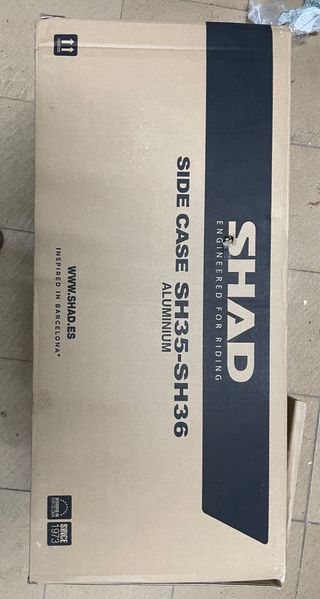 SHAD
ENGINEERED FOR RIDING
SIDE CASE SH35-SH36
ALUMINIUM
WWW.SHAD.ES
INSPIRED IN BARCELONA*
SINCE
1973